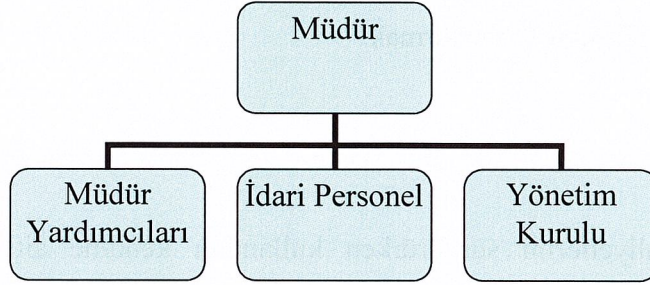 Müdür
Müdür
Yardımcıları
İdari Personel
Yönetim
Kurulu